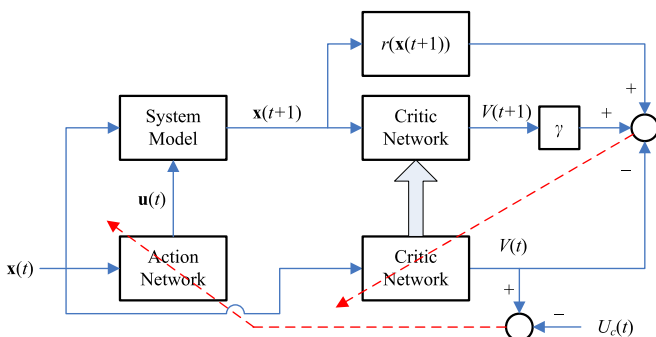 r(x(t+1))
+
System
Model
x(t+1)
Critic
Network
V(t+1)
γ
+
−
u(t)
x(t)
Action
Network
Critic
Network
V(t)
+
−
U_c(t)